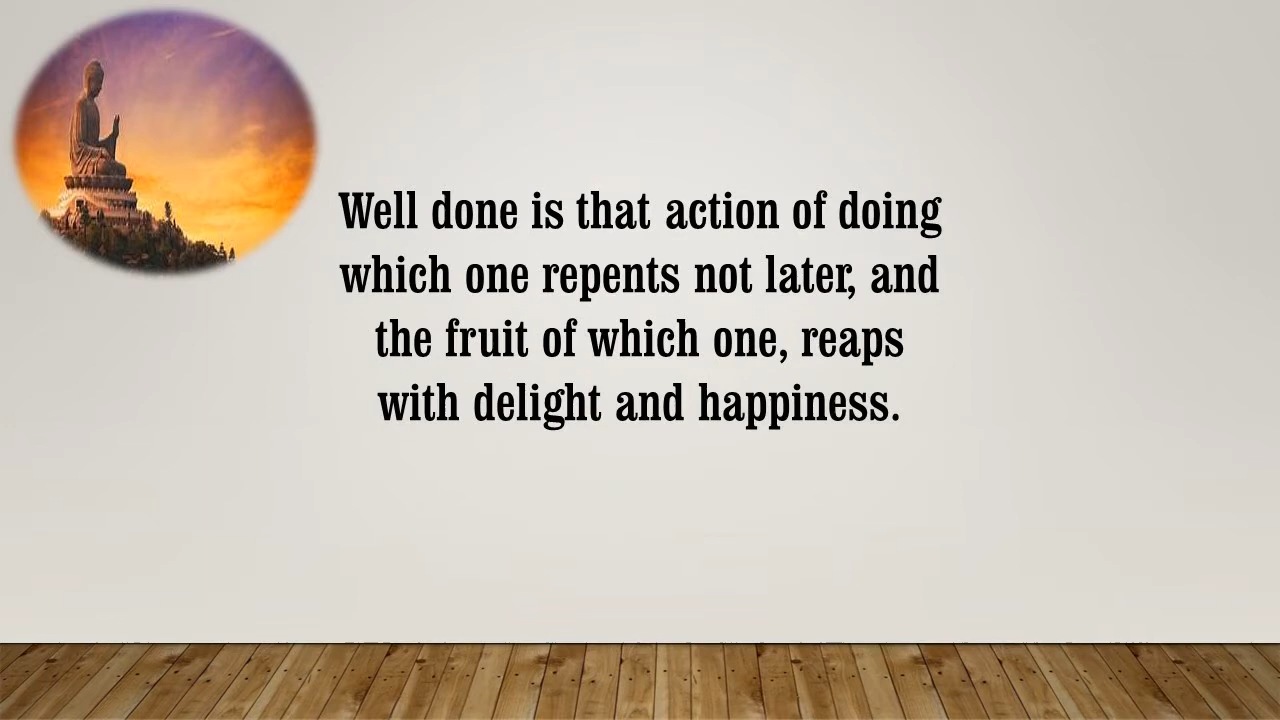 Well done is that action of doing
which one repents not later, and
the fruit of which one, reaps
with delight and happiness.